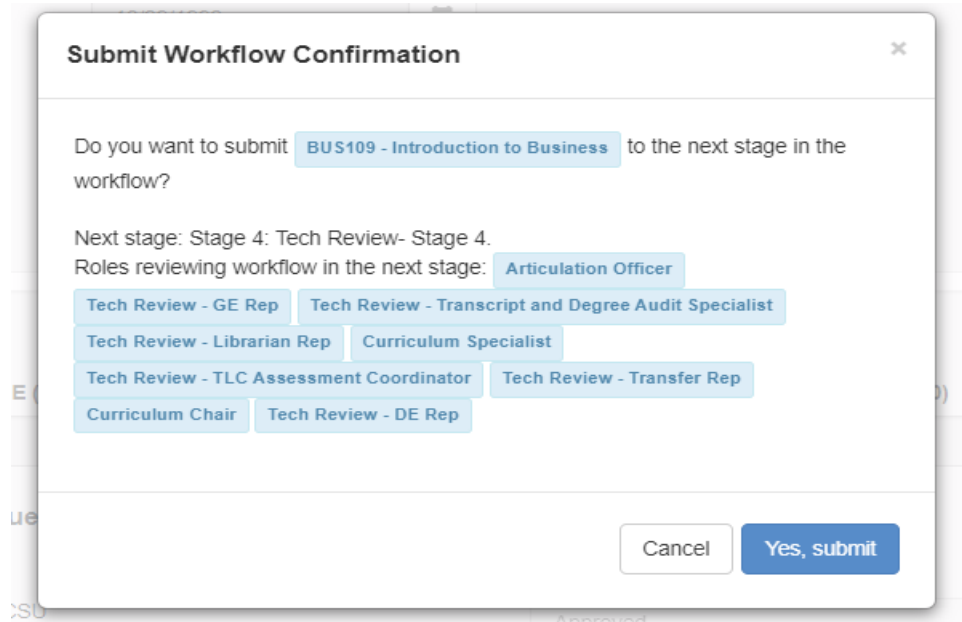 Submit Workflow Confirmation ×
Do you want to submit BUS109 - Introduction to Business to the next stage in the
workflow?
Next stage: Stage 4: Tech Review- Stage 4.
Roles reviewing workflow in the next stage: Articulation Officer
Tech Review - GE Rep Tech Review - Transcript and Degree Audit Specialist
Tech Review - Librarian Rep Curriculum Specialist
E (
Tech Review - TLC Assessment Coordinator Tech Review - Transfer Rep
Curriculum Chair Tech Review - DE Rep
ue
Cancel Yes, submit
CSU
Approved